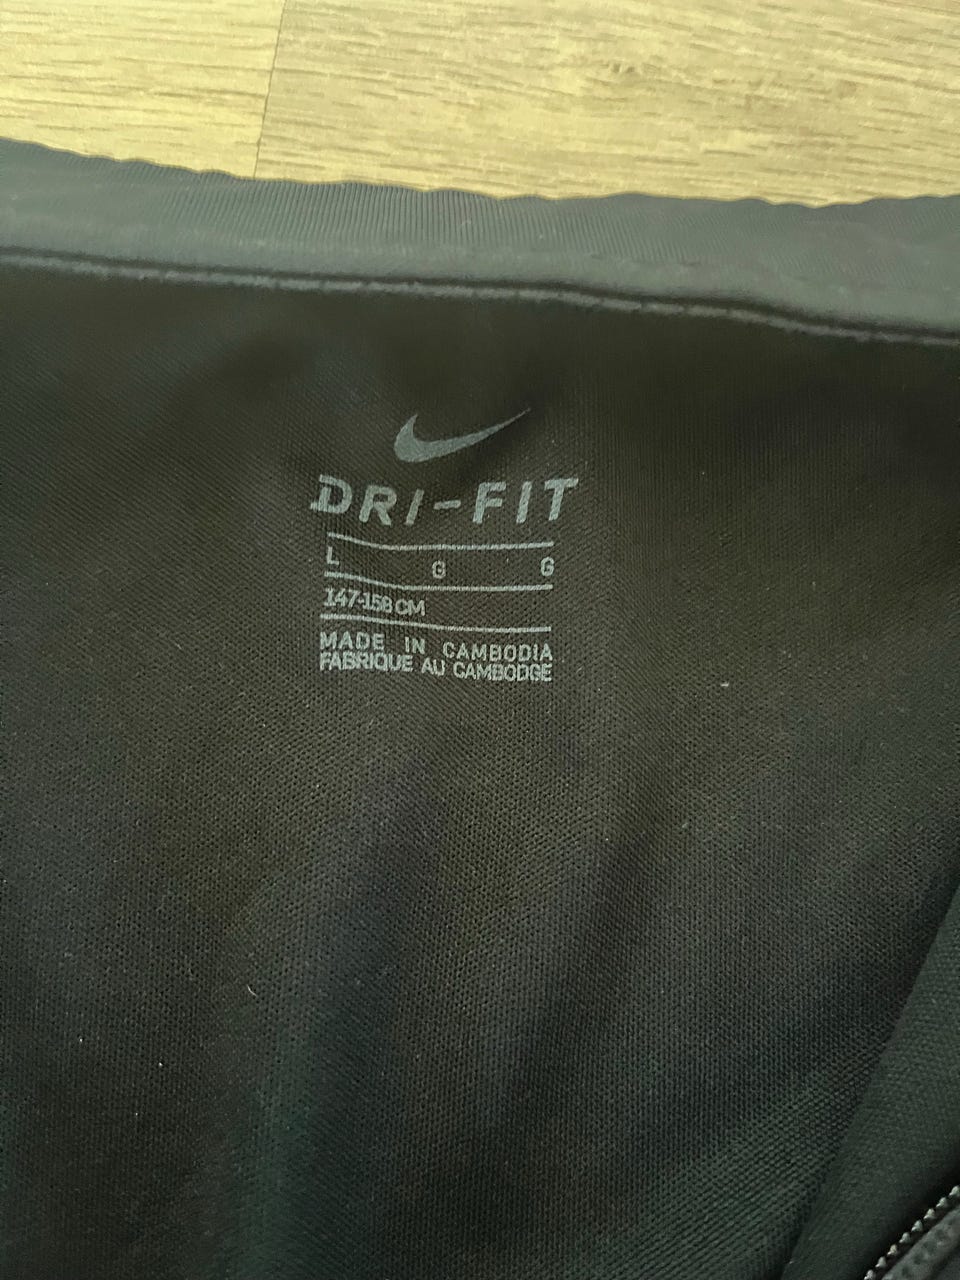 DRI-FIT
L G G
147-158 CM
MADE IN CAMBODIA
FABRIQUE AU CAMBODGE